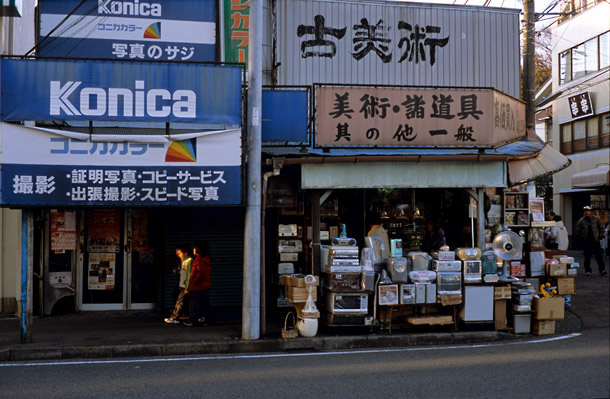 Konica
コニカカラー
写真のサジ
Konica
コニカカラー
撮影
・証明写真・コピーサービス
・出張撮影・スピード写真
古美術
美術・諸道具
其の他一般